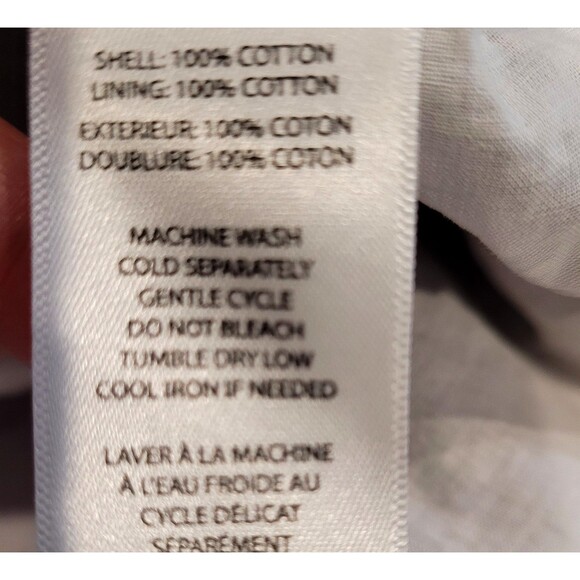 SHELL: 100% COTTON
LINING: 100% COTTON
EXTERIEUR: 100% COTON
DOUBLURE: 100% COTON
MACHINE WASH
COLD SEPARATELY
GENTLE CYCLE
DO NOT BLEACH
TUMBLE DRY LOW
COOL IRON IF NEEDED
LAVER À LA MACHINE
À L'EAU FROIDE AU
CYCLE DÉLICAT
SÉPARÉMENT